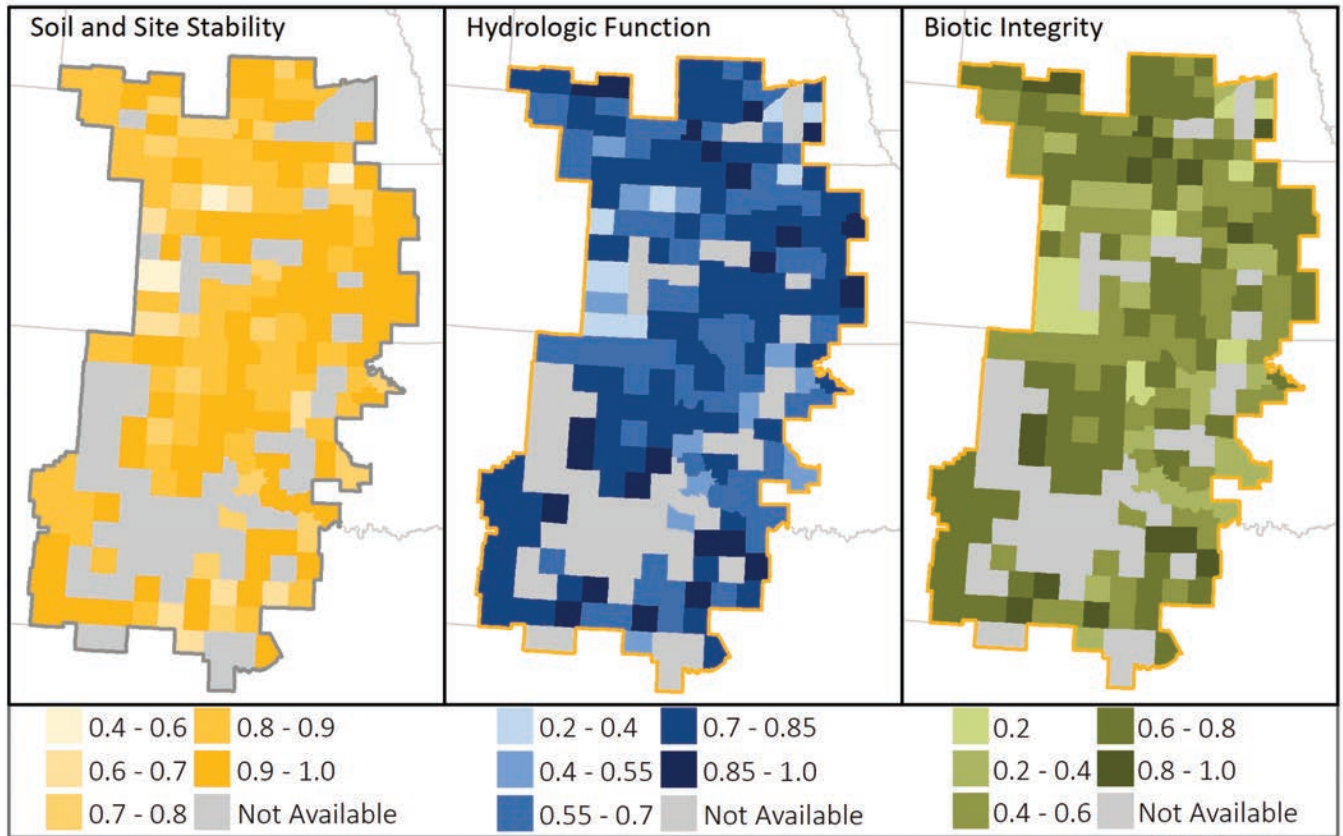 Soil and Site Stability
Hydrologic Function
Biotic Integrity
0.4 - 0.6
0.8 - 0.9
0.6 - 0.7
0.9 - 1.0
0.7 - 0.8
Not Available
0.2 - 0.4
0.7 - 0.85
0.4 - 0.55
0.85 - 1.0
0.55 - 0.7
Not Available
0.2
0.6 - 0.8
0.2 - 0.4
0.8 - 1.0
0.4 - 0.6
Not Available